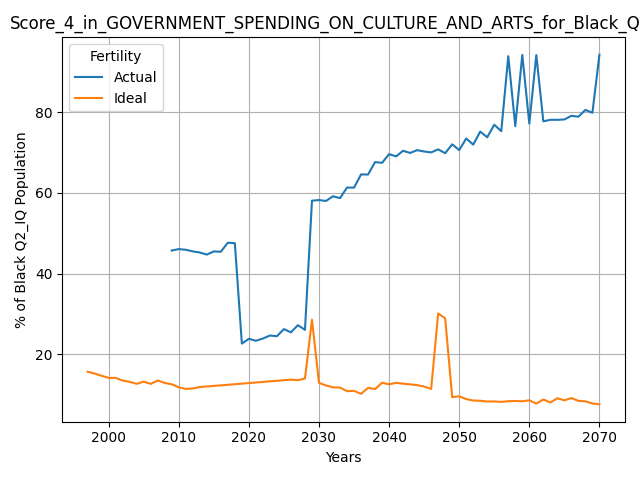 Score_4_in_GOVERNMENT_SPENDING_ON_CULTURE_AND_ARTS_for_Black_Q
Fertility
Actual
Ideal
% of Black Q2_IQ Population
80
60
40
20
2000 2010 2020 2030 2040 2050 2060 2070
Years